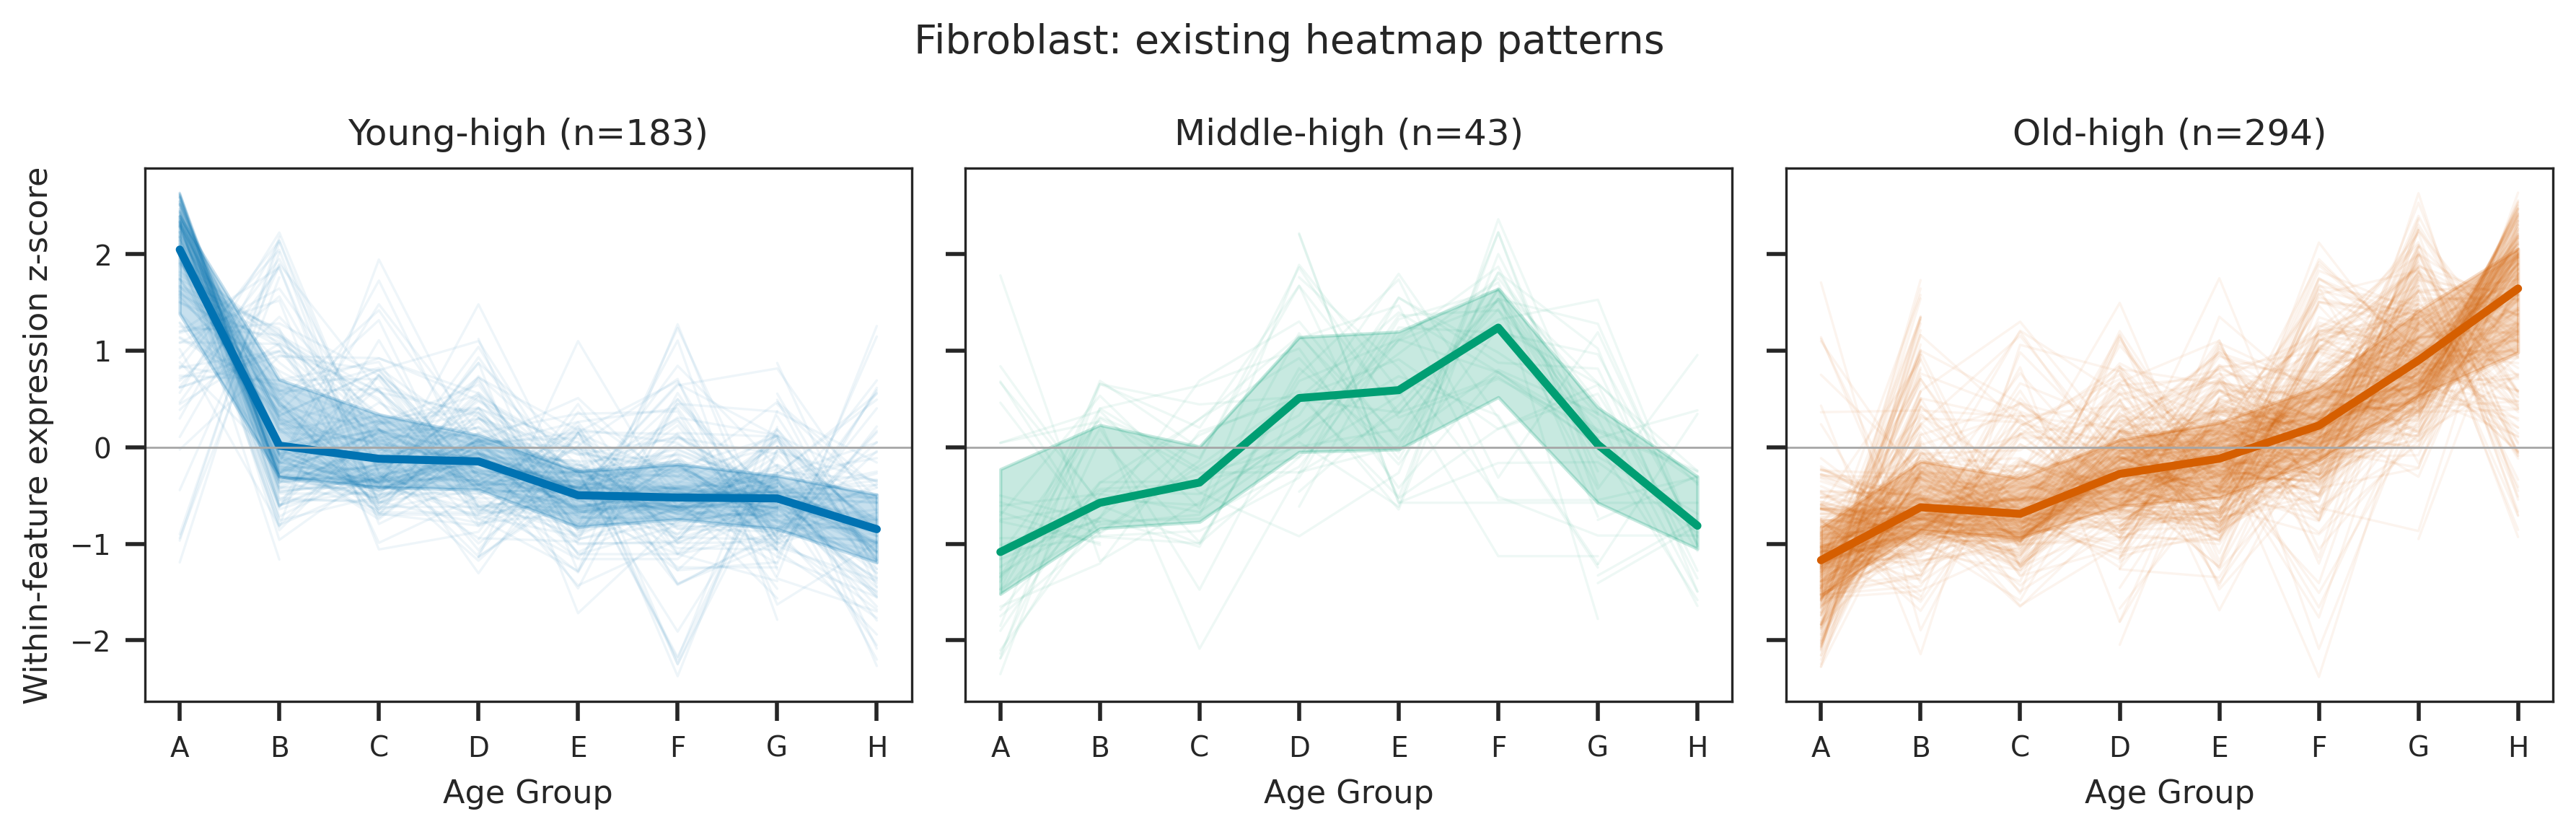 Fibroblast: existing heatmap patterns
Young-high (n=183)
Middle-high (n=43)
Old-high (n=294)
Within-feature expression z-score
2
1
0
−1
−2
A B C D E F G H
A B C D E F G H
A B C D E F G H
Age Group
Age Group
Age Group